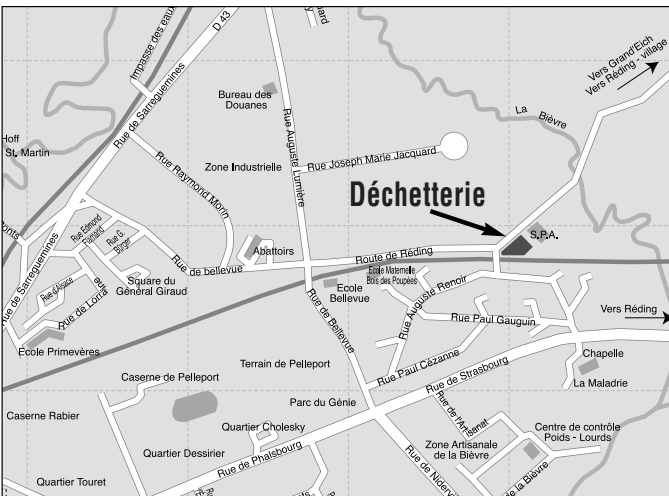 Impasse des eaux
D 43
Rue de Sarreguemines
Vers Grand'Eich
Vers Réding - village
Bureau des
Douanes
La Bièvre
Hoff
St. Martin
Rue Raymond Morin
Zone Industrielle
Rue Auguste Lumière
Rue Joseph Marie Jacquard
Déchetterie
S.P.A.
Rue Edmond
Rue G.
Burger
Abattoirs
Route de Réding
Rue de bellevue
Ecole Maternelle
Bois des Poupées
Rue de Sarreguemines
Rue d'Alsace
Rue de Lorraine
Square du
Général Giraud
Ecole
Bellevue
Rue Auguste Renoir
Rue de Bellevue
Rue Paul Gauguin
Vers Réding
Ecole Primevères
Terrain de Pelleport
Caserne de Pelleport
Rue Paul Cézanne
Rue de Strasbourg
Chapelle
La Maladrie
Parc du Génie
Caserne Rabier
Quartier Cholesky
Rue de l'Artisanat
Centre de contrôle
Poids - Lourds
Quartier Dessirier
Rue de Phalsbourg
Zone Artisanale
de la Bièvre
Quartier Touret
Rue de Niderv
de la Bièvre